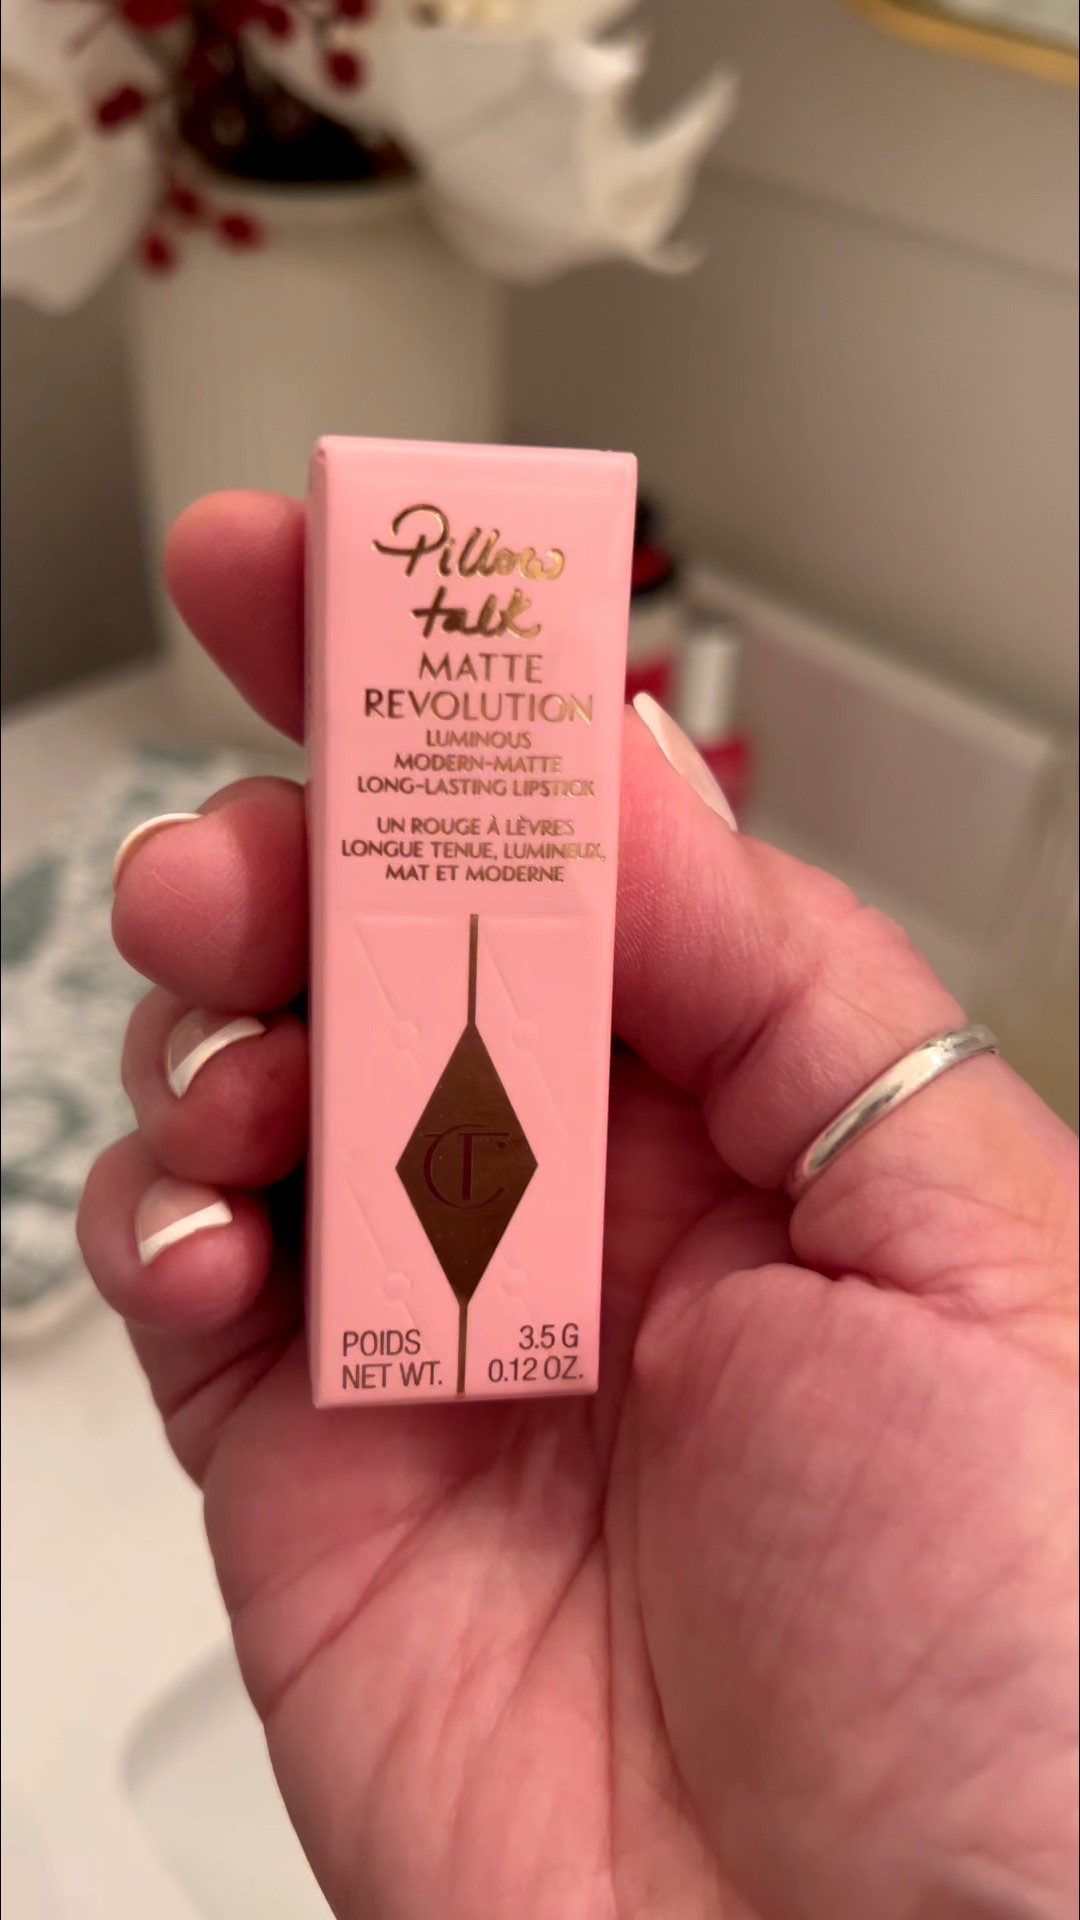 Pillow
talk
MATTE
REVOLUTION
LUMINOUS
MODERN-MATTE
LONG-LASTING LIPSTICK
UN ROUGE À LÈVRES
LONGUE TENUE, LUMINEUX,
MAT ET MODERNE
CT
POIDS 3.5 G
NET WT. 0.12 OZ.